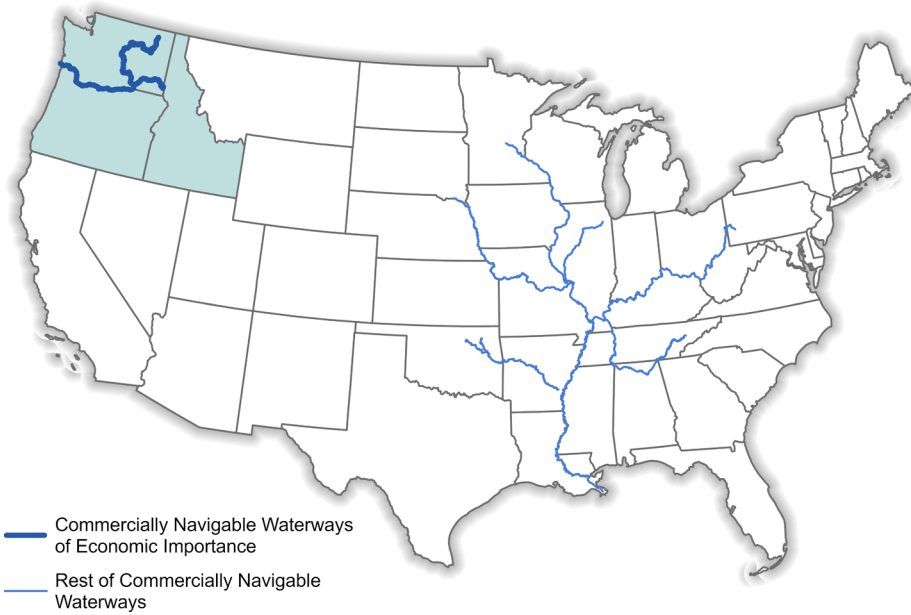 Commercially Navigable Waterways
of Economic Importance
Rest of Commercially Navigable
Waterways